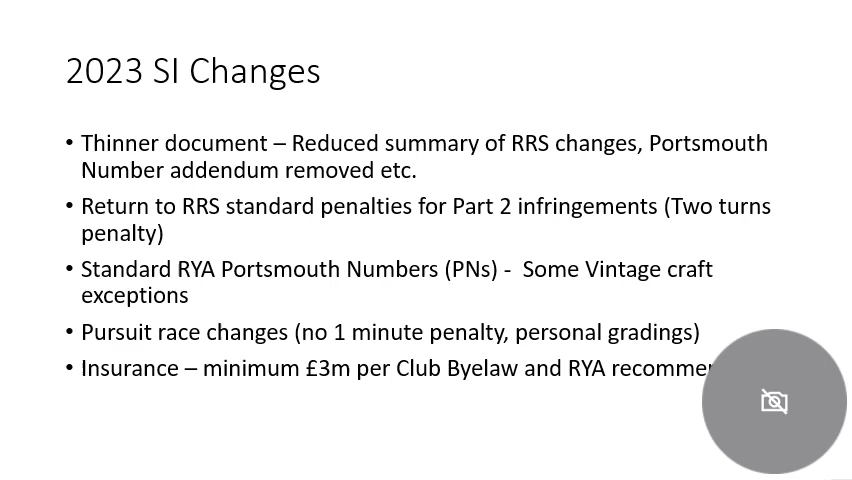 2023 SI Changes
• Thinner document – Reduced summary of RRS changes, Portsmouth
Number addendum removed etc.
• Return to RRS standard penalties for Part 2 infringements (Two turns
penalty)
• Standard RYA Portsmouth Numbers (PNs) -  Some Vintage craft
exceptions
• Pursuit race changes (no 1 minute penalty, personal gradings)
• Insurance – minimum £3m per Club Byelaw and RYA